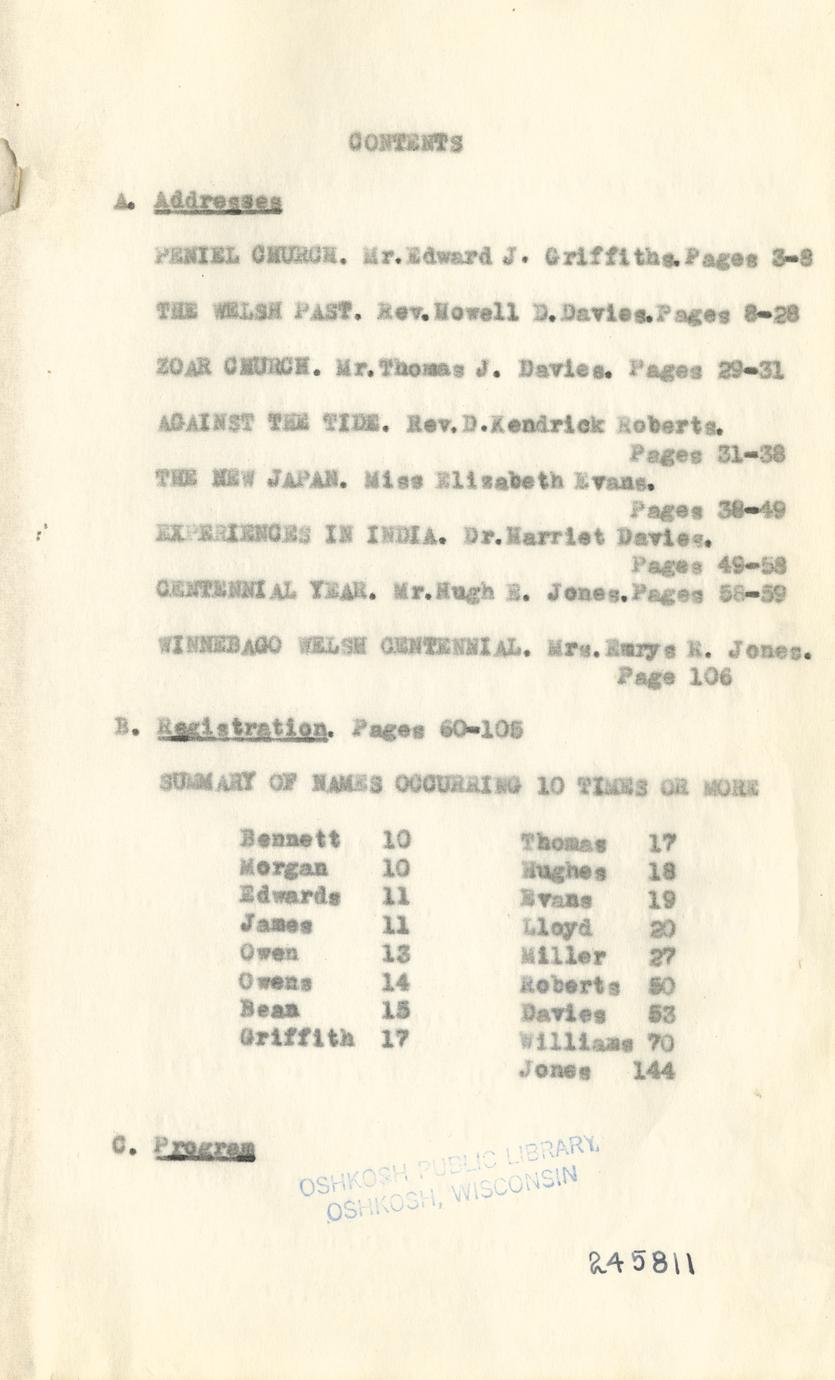 CONTENTS
A. Addresses
PENIEL CHURCH. Mr.Edward J. Griffiths.Pages 3-8
THE WELSH PAST. Rev.Howell D.Davies.Pages 8-28
ZOAR CHURCH. Mr.Thomas J. Davies. Pages 29-31
AGAINST THE TIDE. Rev.D.Kendrick Roberts.
Pages 31-38
THE NEW JAPAN. Miss Elizabeth Evans.
Pages 38-49
EXPERIENCES IN INDIA. Dr.Harriet Davies.
Pages 49-58
CENTENNIAL YEAR. Mr.Hugh E. Jones.Pages 58-59
WINNEBAGO WELSH CENTENNIAL. Mrs.Emrys R. Jones.
Page 106
B. Registration. Pages 60-105
SUMMARY OF NAMES OCCURRING 10 TIMES OR MORE
Bennett 10 Thomas 17
Morgan 10 Hughes 18
Edwards 11 Evans 19
James 11 Lloyd 20
Owen 13 Miller 27
Owens 14 Roberts 50
Bean 15 Davies 53
Griffith 17 Williams 70
Jones 144
C. Program
OSHKOSH PUBLIC LIBRARY,
OSHKOSH, WISCONSIN
245811